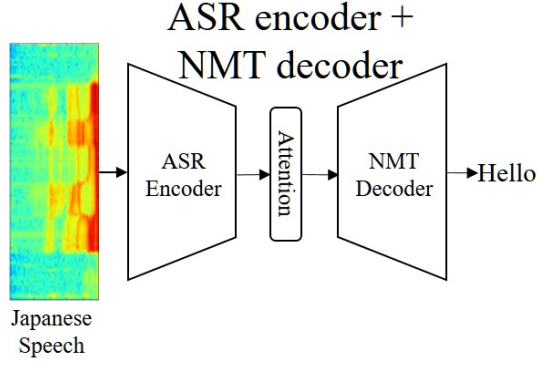 ASR encoder +
NMT decoder
ASR
Encoder
Attention
NMT
Decoder
Hello
Japanese
Speech